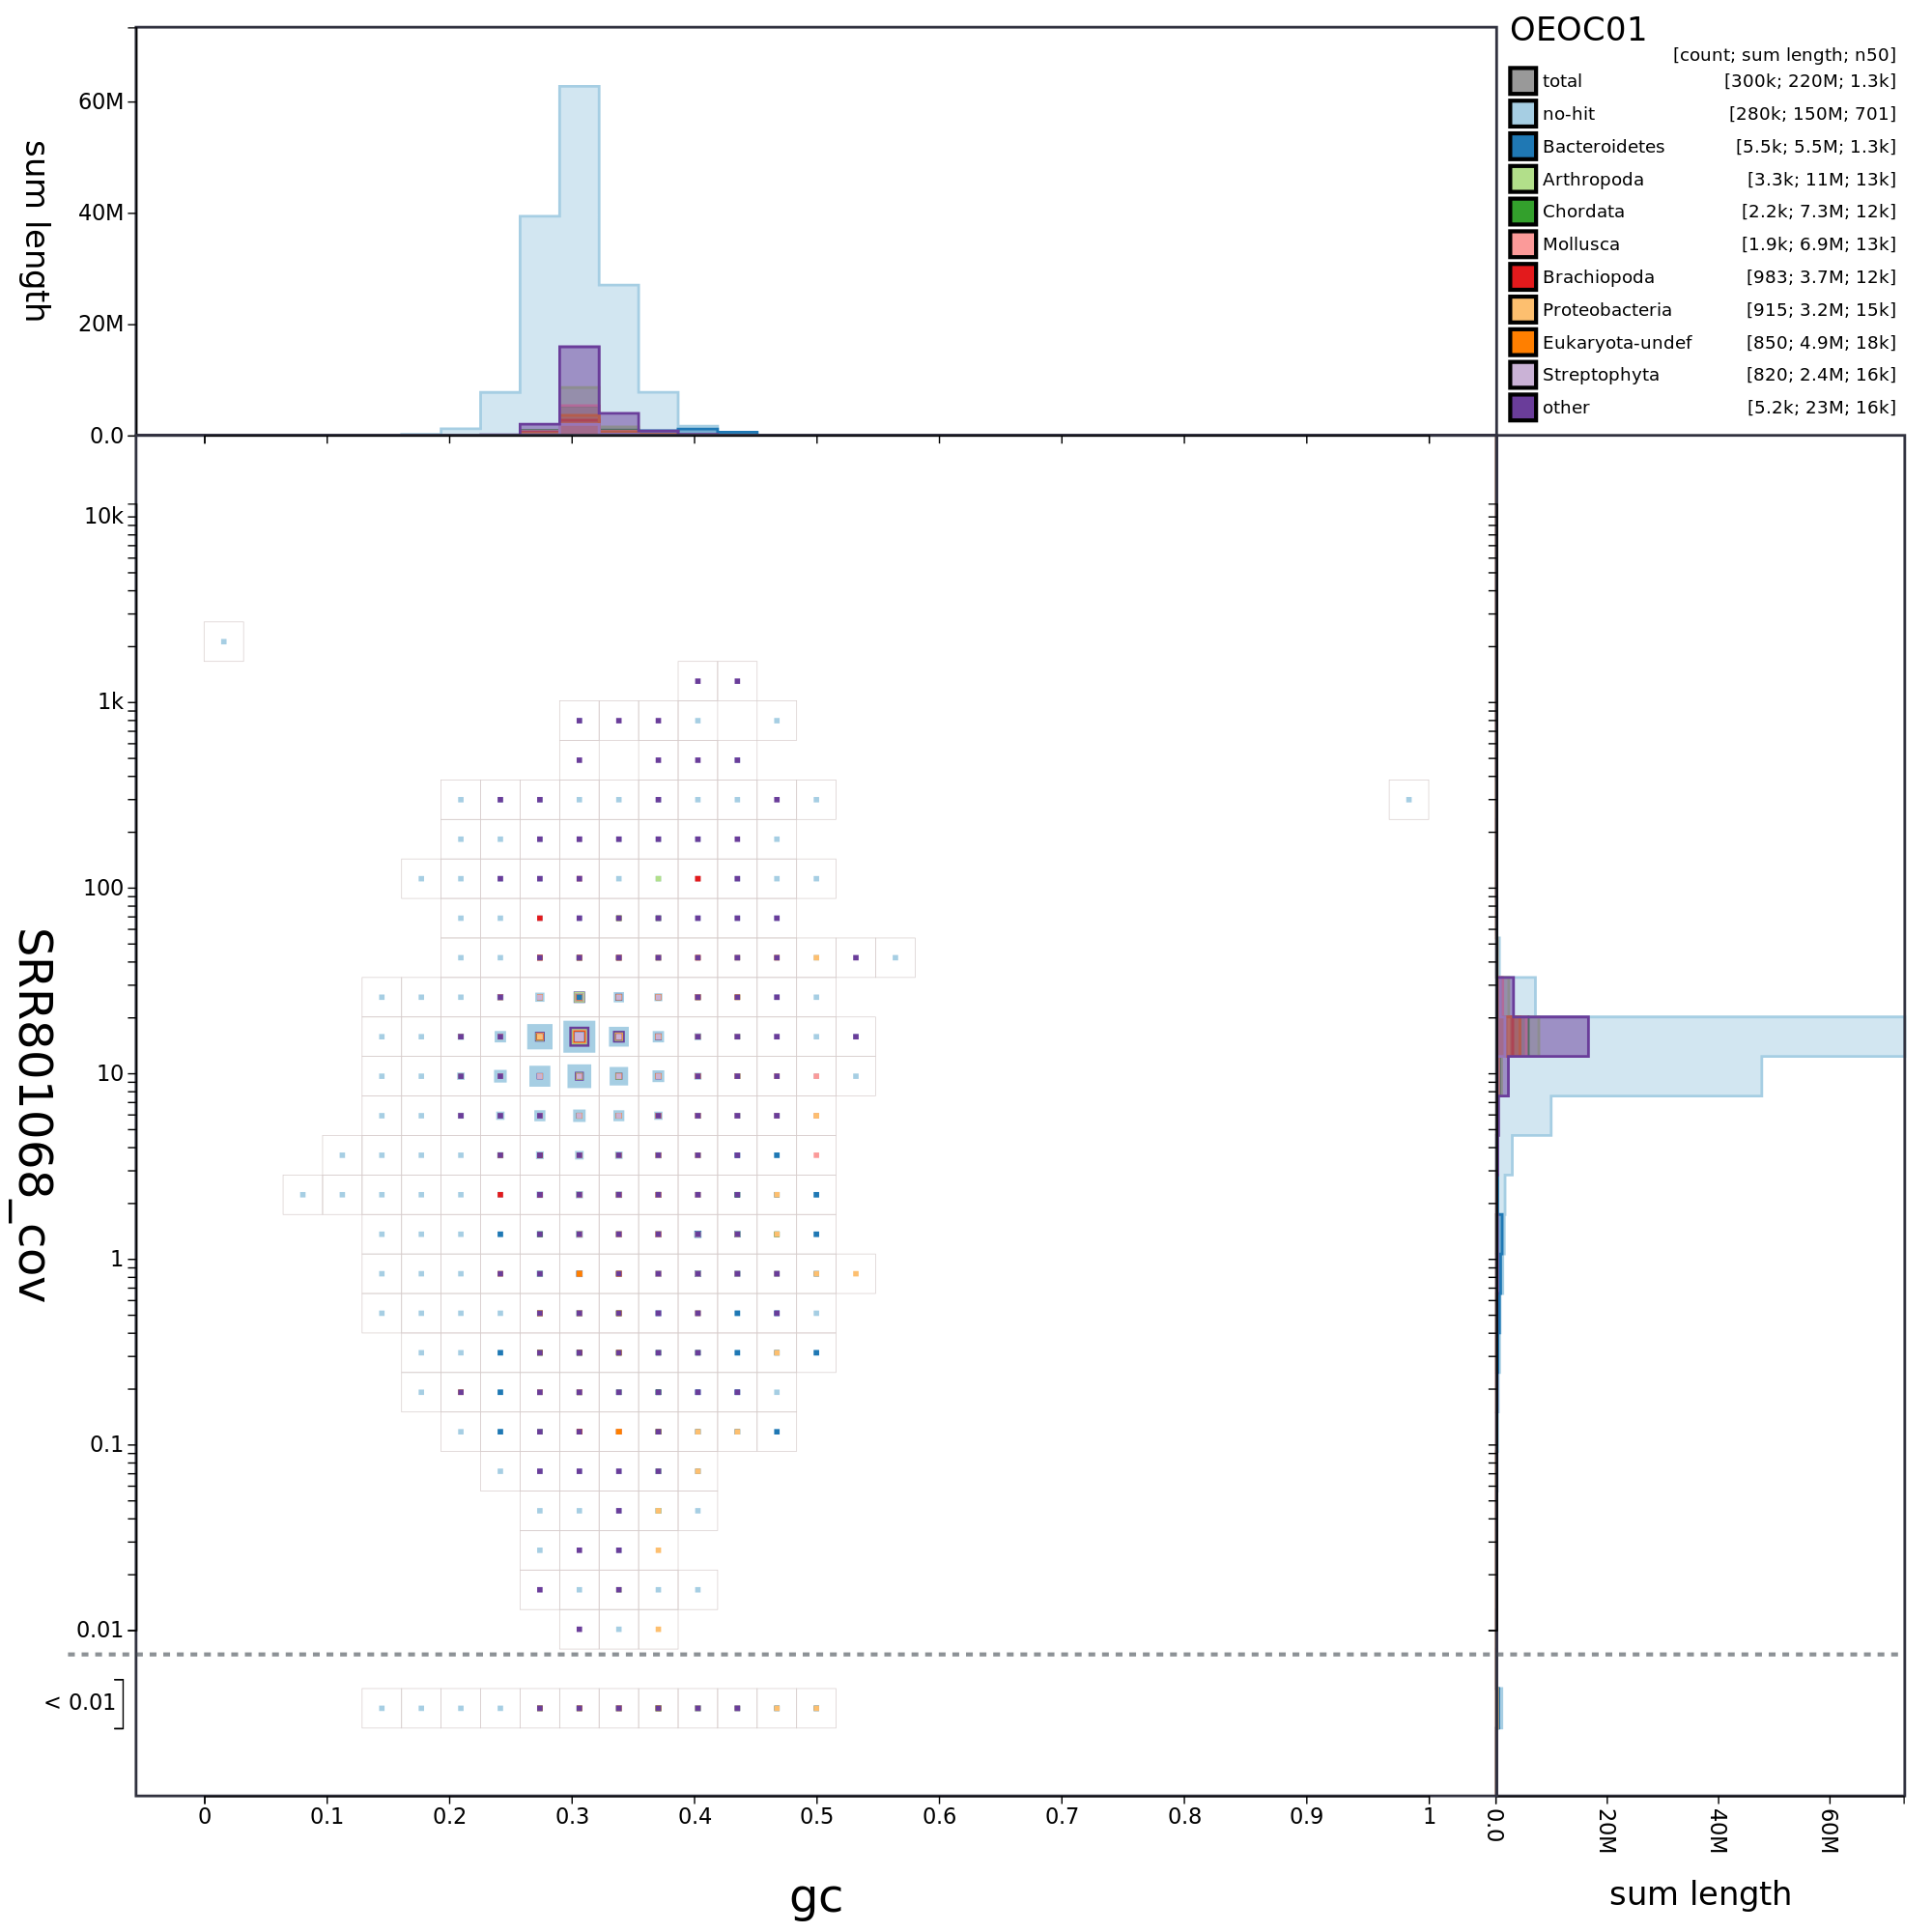 OEOC01
[count; sum length; n50]
total [300k; 220M; 1.3k]
no-hit [280k; 150M; 701]
Bacteroidetes [5.5k; 5.5M; 1.3k]
Arthropoda [3.3k; 11M; 13k]
Chordata [2.2k; 7.3M; 12k]
Mollusca [1.9k; 6.9M; 13k]
Brachiopoda [983; 3.7M; 12k]
Proteobacteria [915; 3.2M; 15k]
Eukaryota-undef [850; 4.9M; 18k]
Streptophyta [820; 2.4M; 16k]
other [5.2k; 23M; 16k]
sum length
60M
40M
20M
0.0
SRR801068_cov
10k
1k
100
10
1
0.1
0.01
< 0.01
0 0.1 0.2 0.3 0.4 0.5 0.6 0.7 0.8 0.9 1
gc
0.0 20M 40M 60M
sum length